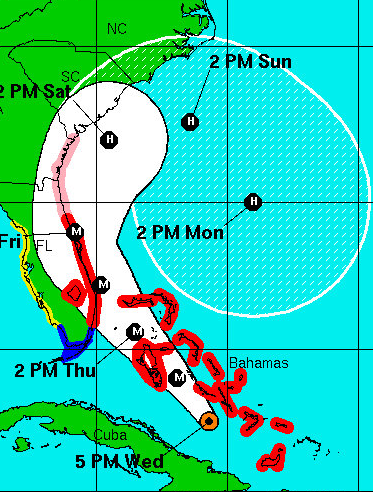 NC
2 PM Sun
SC
2 PM Sat
H
H
H
2 PM Mon
Fri
M
FL
M
M
2 PM Thu
Bahamas
M
Cuba
5 PM Wed